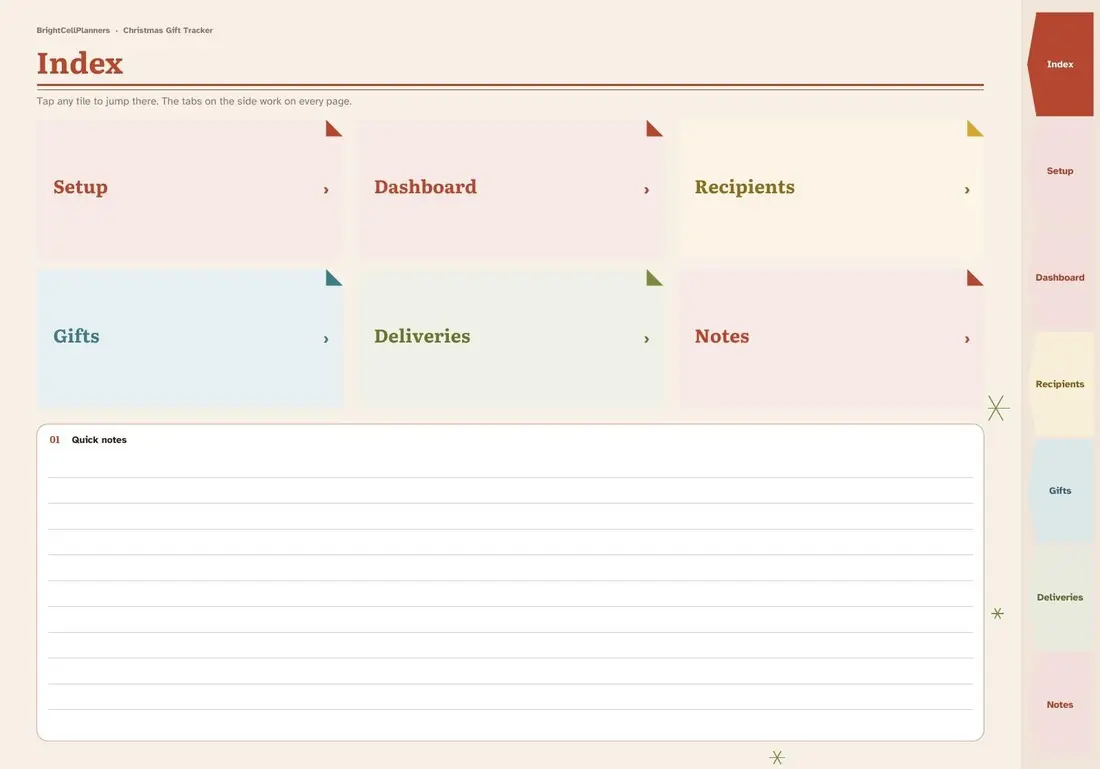 BrightCellPlanners · Christmas Gift Tracker
Index
Tap any tile to jump there. The tabs on the side work on every page.
Setup ›
Dashboard ›
Recipients ›
Gifts ›
Deliveries ›
Notes ›
01 Quick notes
Index
Setup
Dashboard
Recipients
Gifts
Deliveries
Notes